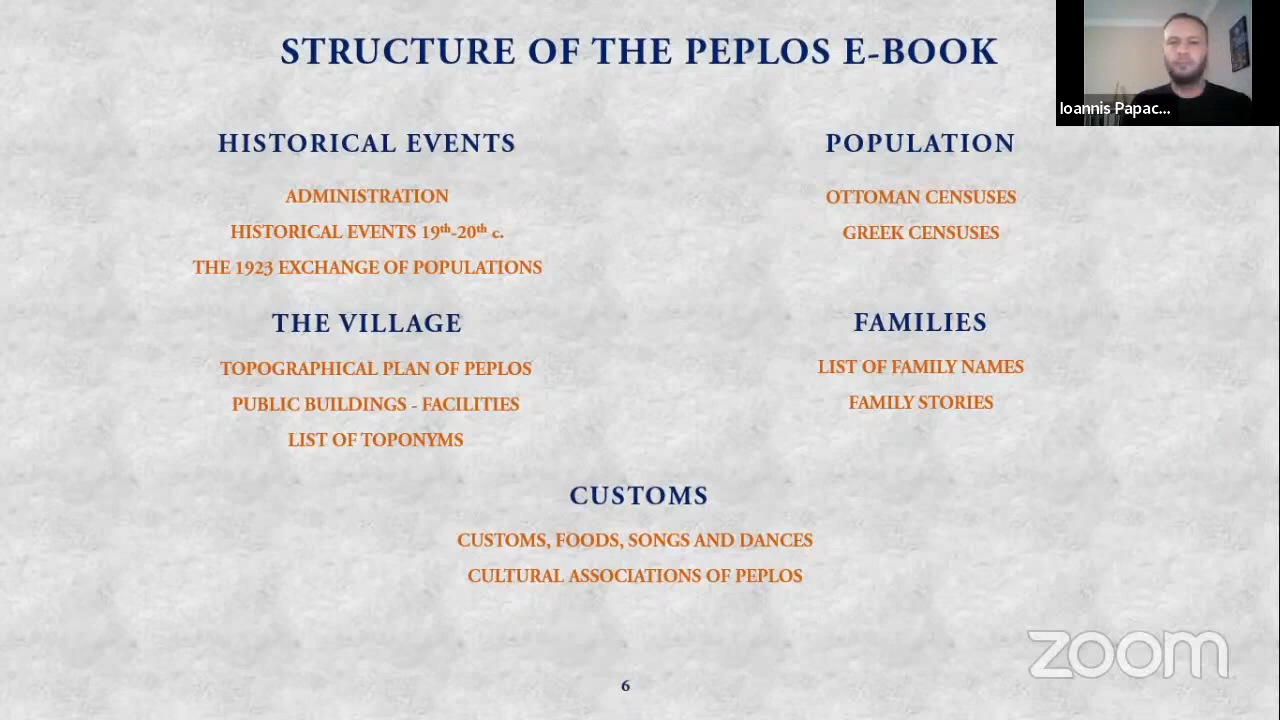 STRUCTURE OF THE PEPLOS E-BOOK
Ioannis Papac...
HISTORICAL EVENTS
ADMINISTRATION
HISTORICAL EVENTS 19th-20th c.
THE 1923 EXCHANGE OF POPULATIONS
POPULATION
OTTOMAN CENSUSES
GREEK CENSUSES
THE VILLAGE
TOPOGRAPHICAL PLAN OF PEPLOS
PUBLIC BUILDINGS - FACILITIES
LIST OF TOPONYMS
FAMILIES
LIST OF FAMILY NAMES
FAMILY STORIES
CUSTOMS
CUSTOMS, FOODS, SONGS AND DANCES
CULTURAL ASSOCIATIONS OF PEPLOS
zoom
6